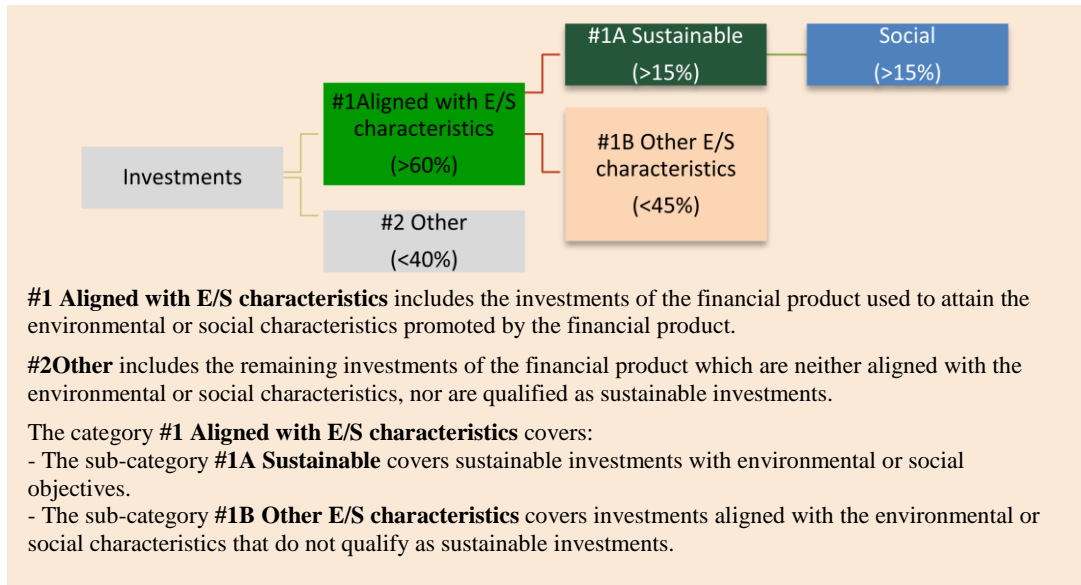 #1A Sustainable
(>15%)
Social
(>15%)
#1Aligned with E/S
characteristics
(>60%)
#1B Other E/S
characteristics
(<45%)
Investments
#2 Other
(<40%)
#1 Aligned with E/S characteristics includes the investments of the financial product used to attain the
environmental or social characteristics promoted by the financial product.
#2Other includes the remaining investments of the financial product which are neither aligned with the
environmental or social characteristics, nor are qualified as sustainable investments.
The category #1 Aligned with E/S characteristics covers:
- The sub-category #1A Sustainable covers sustainable investments with environmental or social
objectives.
- The sub-category #1B Other E/S characteristics covers investments aligned with the environmental or
social characteristics that do not qualify as sustainable investments.